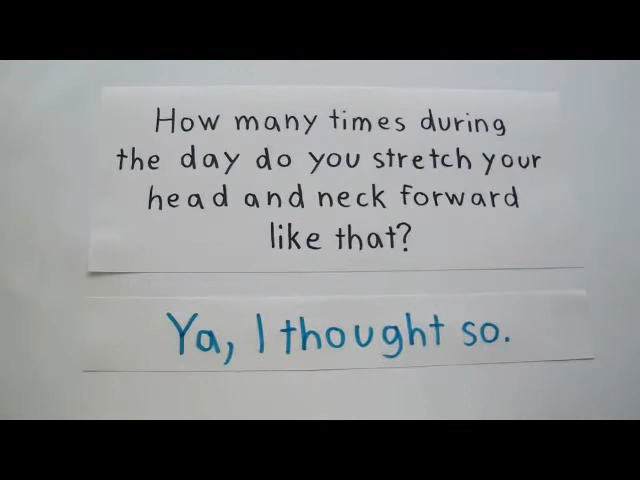 How many times during
the day do you stretch your
head and neck forward
like that?
Ya, I thought so.